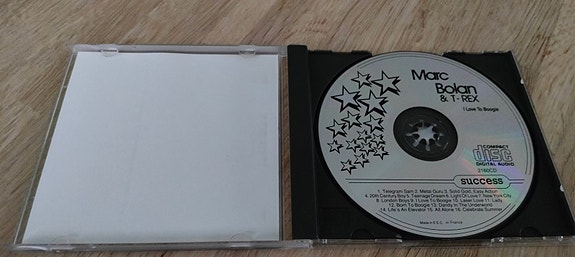 Marc
Bolan
& T-REX
I Love To Boogie
COMPACT
disc
DIGITAL AUDIO
2160CD
success
1. Telegram Sam 2. Metal Guru 3. Solid Gold, Easy Action
4. 20th Century Boy 5. Teenage Dream 6. Light Of Love 7. New York City
8. London Boys 9. I Love To Boogie 10. Laser Love 11. Lady
12. Born To Boogie 13. Dandy In The Underworld
14. Life's An Elevator 15. All Alone 16. Celebrate Summer
Made in E.E.C. in France